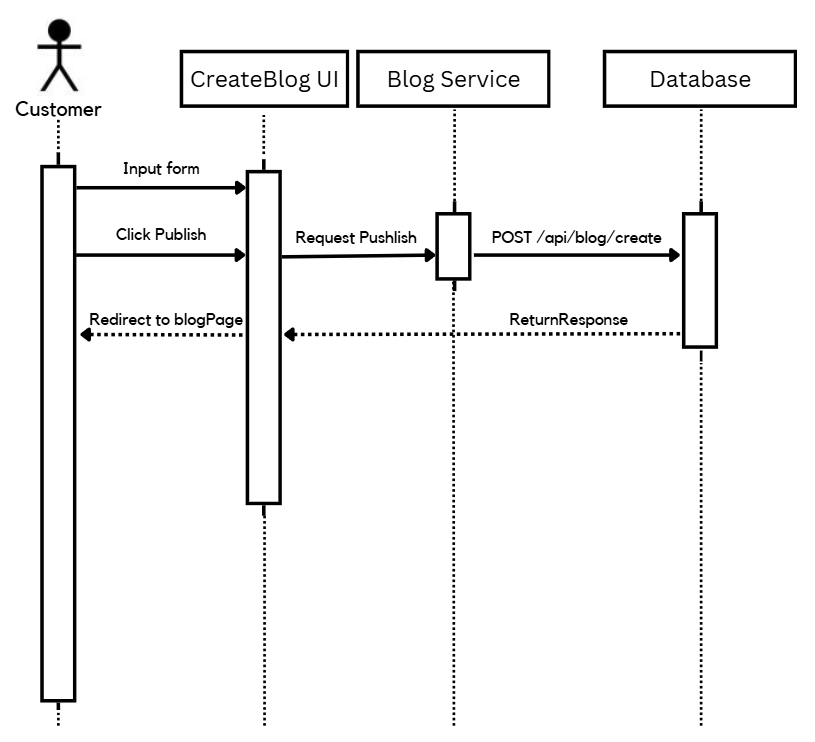 CreateBlog UI
Blog Service
Database
Customer
Input form
Click Publish
Request Pushlish
POST /api/blog/create
Redirect to blogPage
ReturnResponse